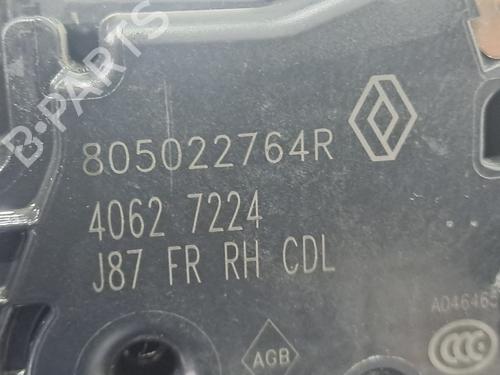 B-PARTS
805022764R
4062 7224
J87 FR RH CDL
A046465
AGB
CCC